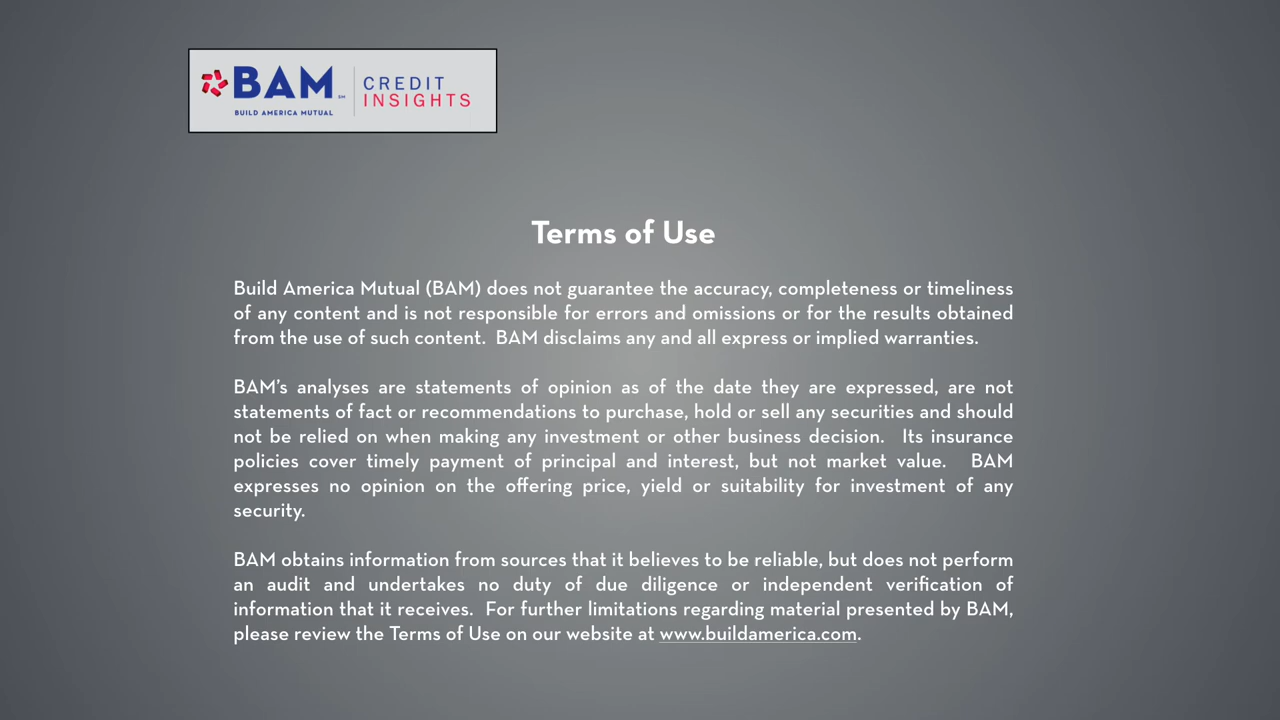 BAM SM
BUILD AMERICA MUTUAL
CREDIT
INSIGHTS
Terms of Use
Build America Mutual (BAM) does not guarantee the accuracy, completeness or timeliness
of any content and is not responsible for errors and omissions or for the results obtained
from the use of such content.  BAM disclaims any and all express or implied warranties.
BAM's analyses are statements of opinion as of the date they are expressed, are not
statements of fact or recommendations to purchase, hold or sell any securities and should
not be relied on when making any investment or other business decision.  Its insurance
policies cover timely payment of principal and interest, but not market value.  BAM
expresses no opinion on the offering price, yield or suitability for investment of any
security.
BAM obtains information from sources that it believes to be reliable, but does not perform
an audit and undertakes no duty of due diligence or independent verification of
information that it receives.  For further limitations regarding material presented by BAM,
please review the Terms of Use on our website at www.buildamerica.com.